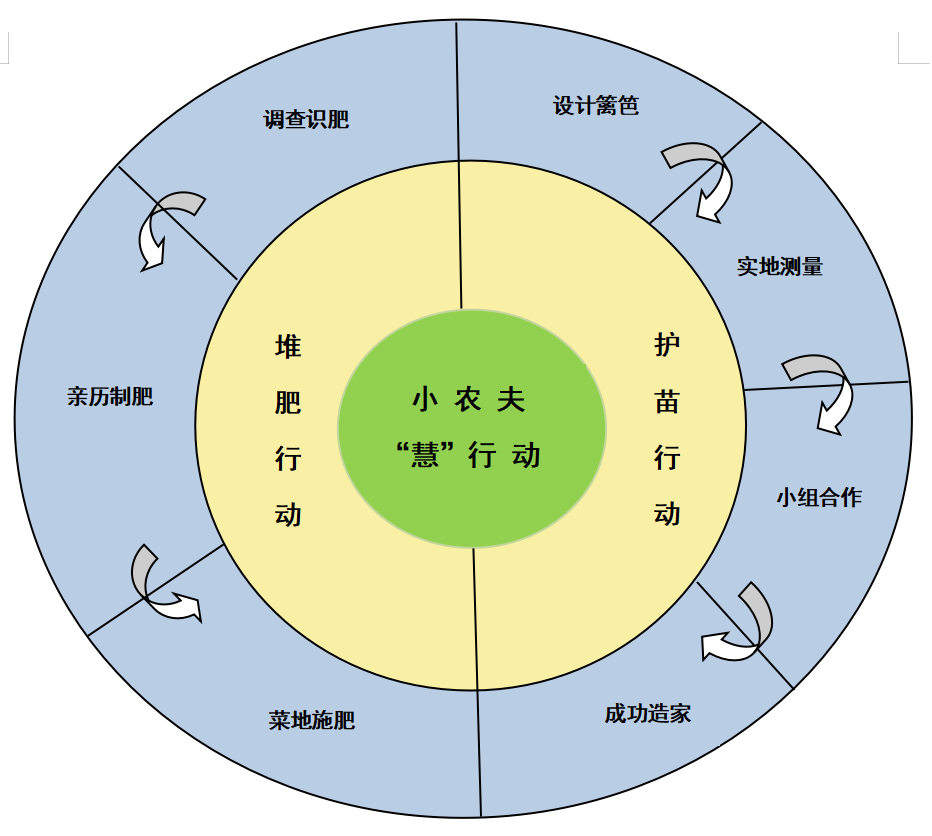 调查识肥
设计篱笆
实地测量
亲历制肥
堆肥行动
小农夫
“慧”行动
护苗行动
小组合作
菜地施肥
成功造家